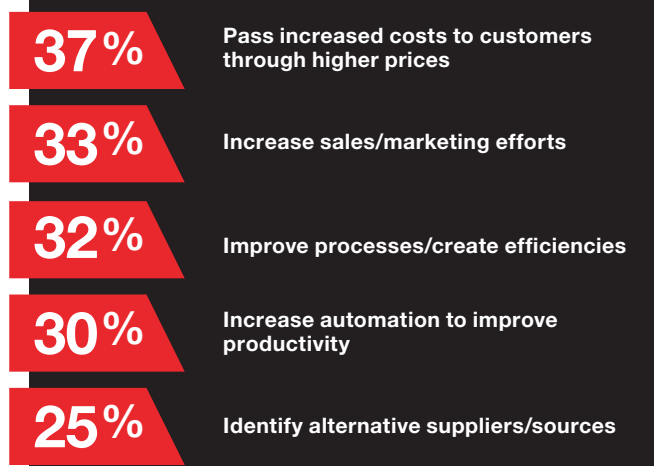 37%
Pass increased costs to customers
through higher prices
33%
Increase sales/marketing efforts
32%
Improve processes/create efficiencies
30%
Increase automation to improve
productivity
25%
Identify alternative suppliers/sources